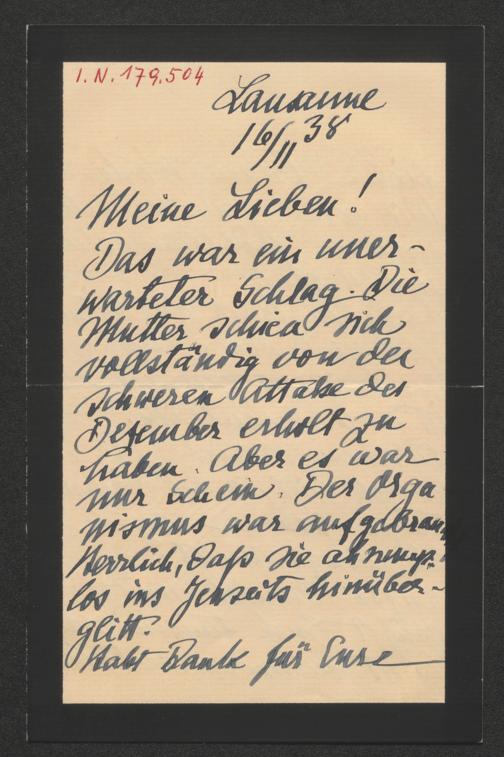 I.N. 179.504
Lausanne
16/II 38
Meine Lieben!
Das war ein uner-
warteter Schlag. Die
Mutter schien sich
vollständig von der
schweren Attake des
Dezember erholt zu
haben. Aber es war
nur Schein. Der Orga
nismus war aufgebraucht
Herrlich, daß sie ahnungs-
los ins Jenseits hinüber-
glitt.
Habt Dank für Eure